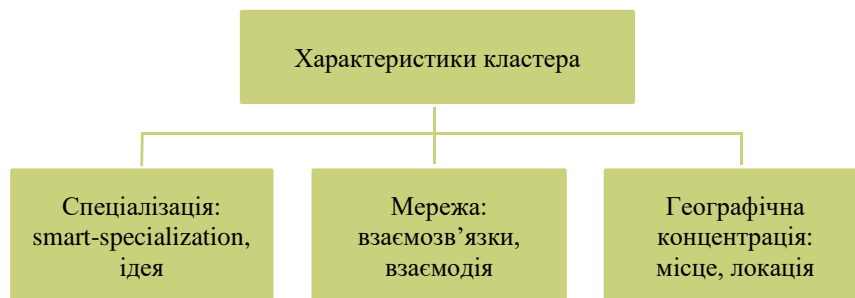 Характеристики кластера
Спеціалізація:
smart-specialization,
ідея
Мережа:
взаємозв’язки,
взаємодія
Географічна
концентрація:
місце, локація